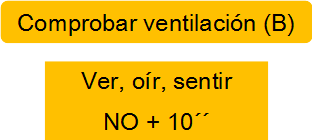 Comprobar ventilación (B)
Ver, oír, sentir
NO + 10´´